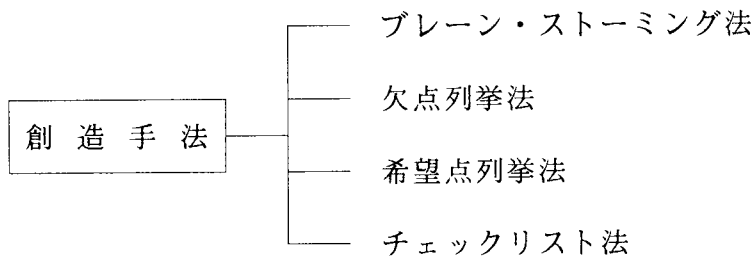 創造手法
ブレーン・ストーミング法
欠点列挙法
希望点列挙法
チェックリスト法